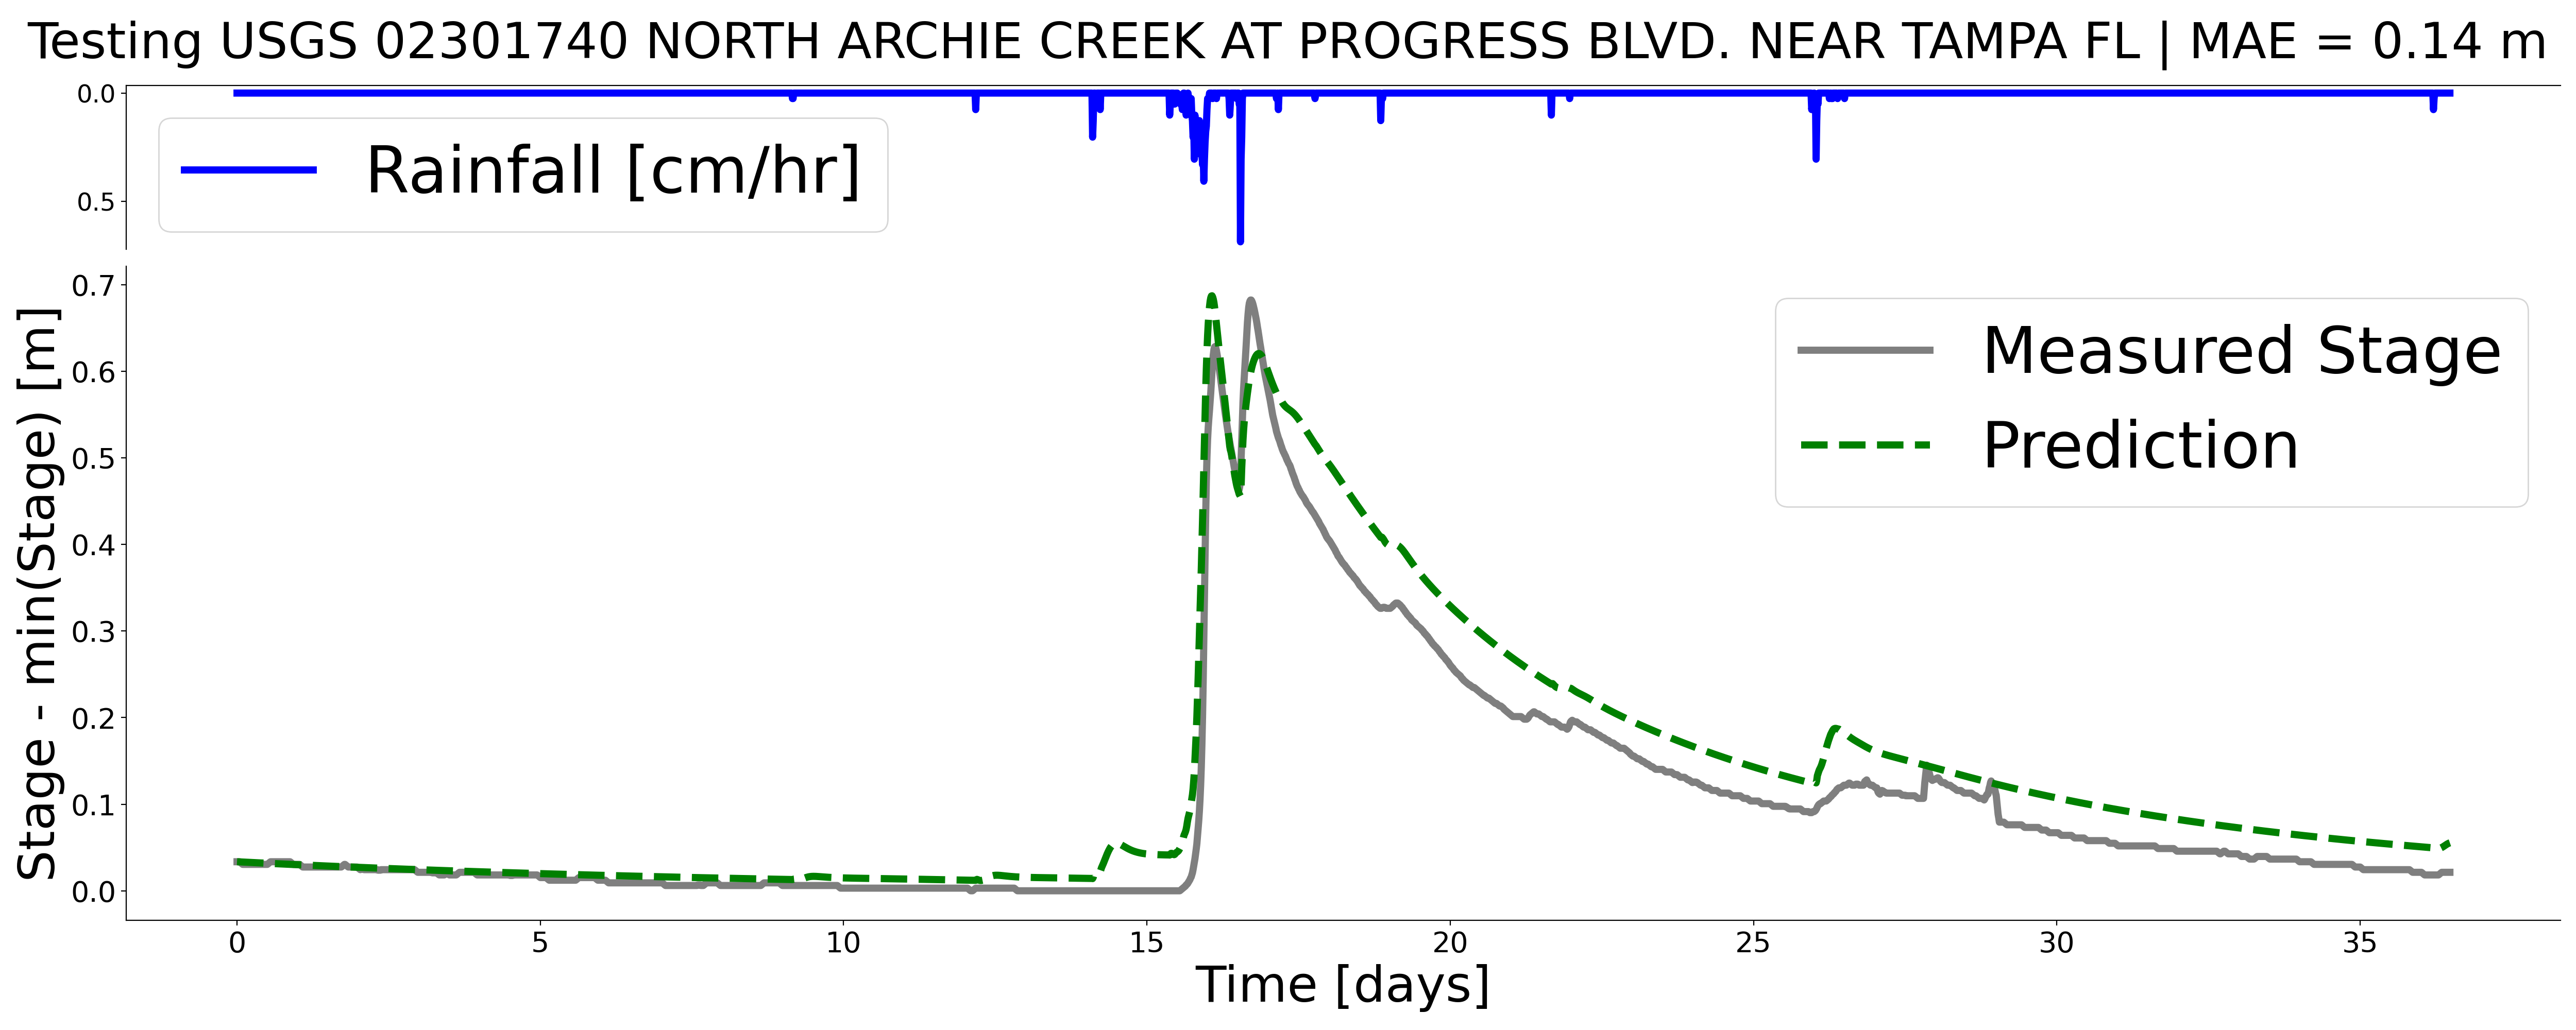 Testing USGS 02301740 NORTH ARCHIE CREEK AT PROGRESS BLVD. NEAR TAMPA FL | MAE = 0.14 m
0.0
0.5
Rainfall [cm/hr]
Stage - min(Stage) [m]
0.7
0.6
0.5
0.4
0.3
0.2
0.1
0.0
Measured Stage
Prediction
0 5 10 15 20 25 30 35
Time [days]